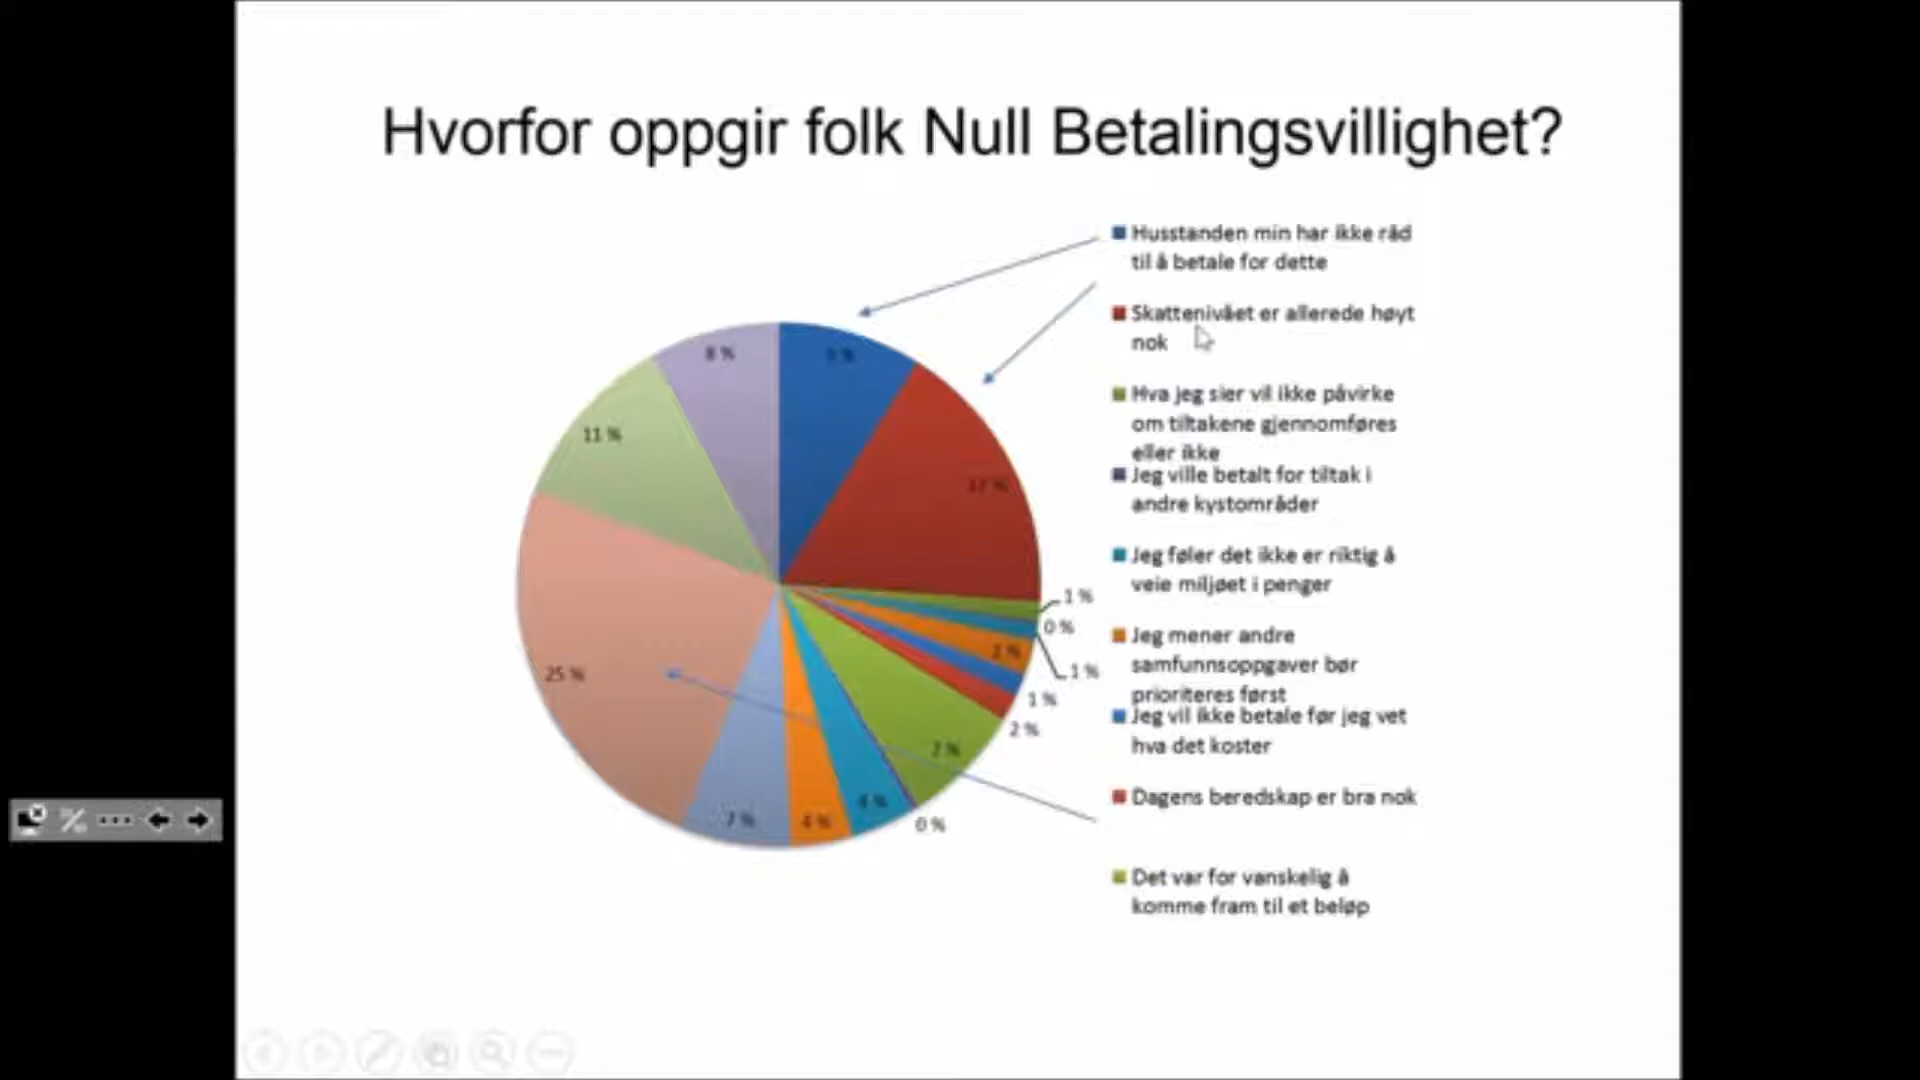 Hvorfor oppgir folk Null Betalingsvillighet?
Husstanden min har ikke råd
til å betale for dette
Skattenivået er allerede høyt
nok
Hva jeg sier vil ikke påvirke
om tiltakene gjennomføres
eller ikke
Jeg ville betalt for tiltak i
andre kystområder
Jeg føler det ikke er riktig å
veie miljøet i penger
Jeg mener andre
samfunnsoppgaver bør
prioriteres først
Jeg vil ikke betale før jeg vet
hva det koster
Dagens beredskap er bra nok
Det var for vanskelig å
komme fram til et beløp
8 %
9 %
11 %
17 %
1 %
0 %
2 %
1 %
1 %
2 %
25 %
7 %
7 %
4 %
4 %
0 %